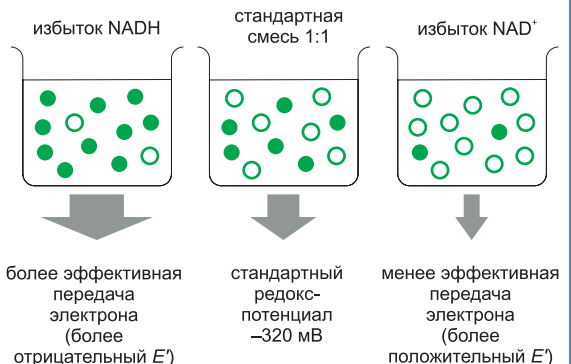 избыток NADH
стандартная
смесь 1:1
избыток NAD⁺
более эффективная
передача
электрона
(более
отрицательный E′)
стандартный
редокс-
потенциал
–320 мВ
менее эффективная
передача
электрона
(более
положительный E′)